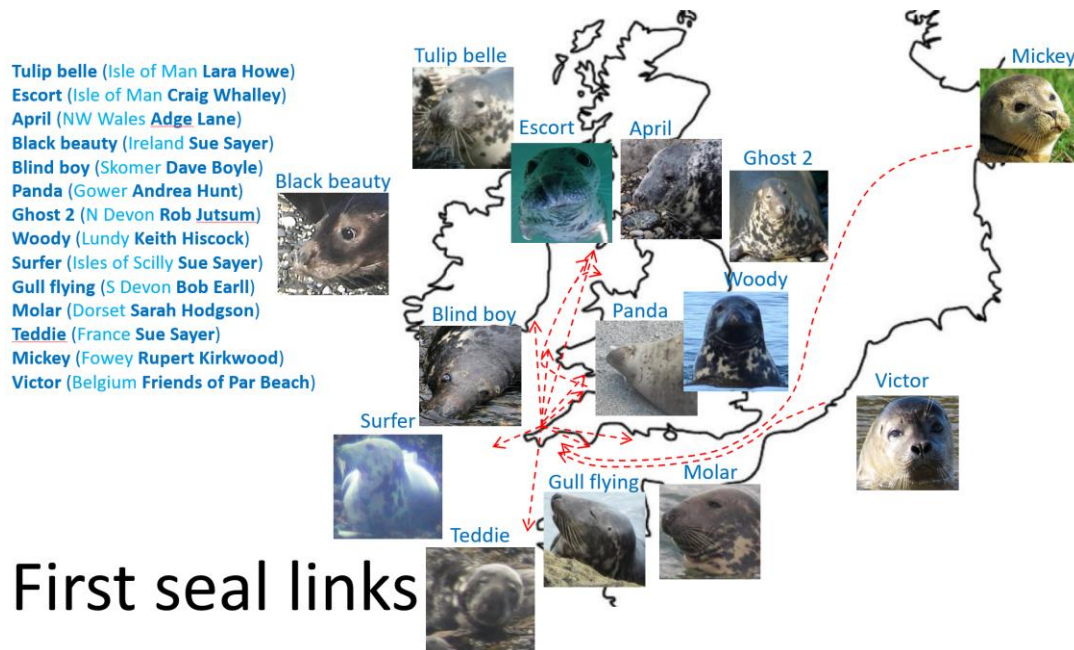 Tulip belle (Isle of Man Lara Howe)
Escort (Isle of Man Craig Whalley)
April (NW Wales Adge Lane)
Black beauty (Ireland Sue Sayer)
Blind boy (Skomer Dave Boyle)
Panda (Gower Andrea Hunt)
Ghost 2 (N Devon Rob Jutsum)
Woody (Lundy Keith Hiscock)
Surfer (Isles of Scilly Sue Sayer)
Gull flying (S Devon Bob Earll)
Molar (Dorset Sarah Hodgson)
Teddie (France Sue Sayer)
Mickey (Fowey Rupert Kirkwood)
Victor (Belgium Friends of Par Beach)
Tulip belle
Mickey
Escort
April
Ghost 2
Black beauty
Woody
Blind boy
Panda
Victor
Surfer
Gull flying
Molar
Teddie
First seal links